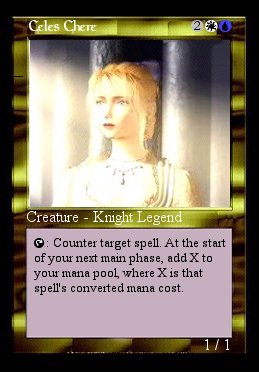 Celes Chere 2
Creature - Knight Legend
: Counter target spell. At the start
of your next main phase, add X to
your mana pool, where X is that
spell's converted mana cost.
1 / 1